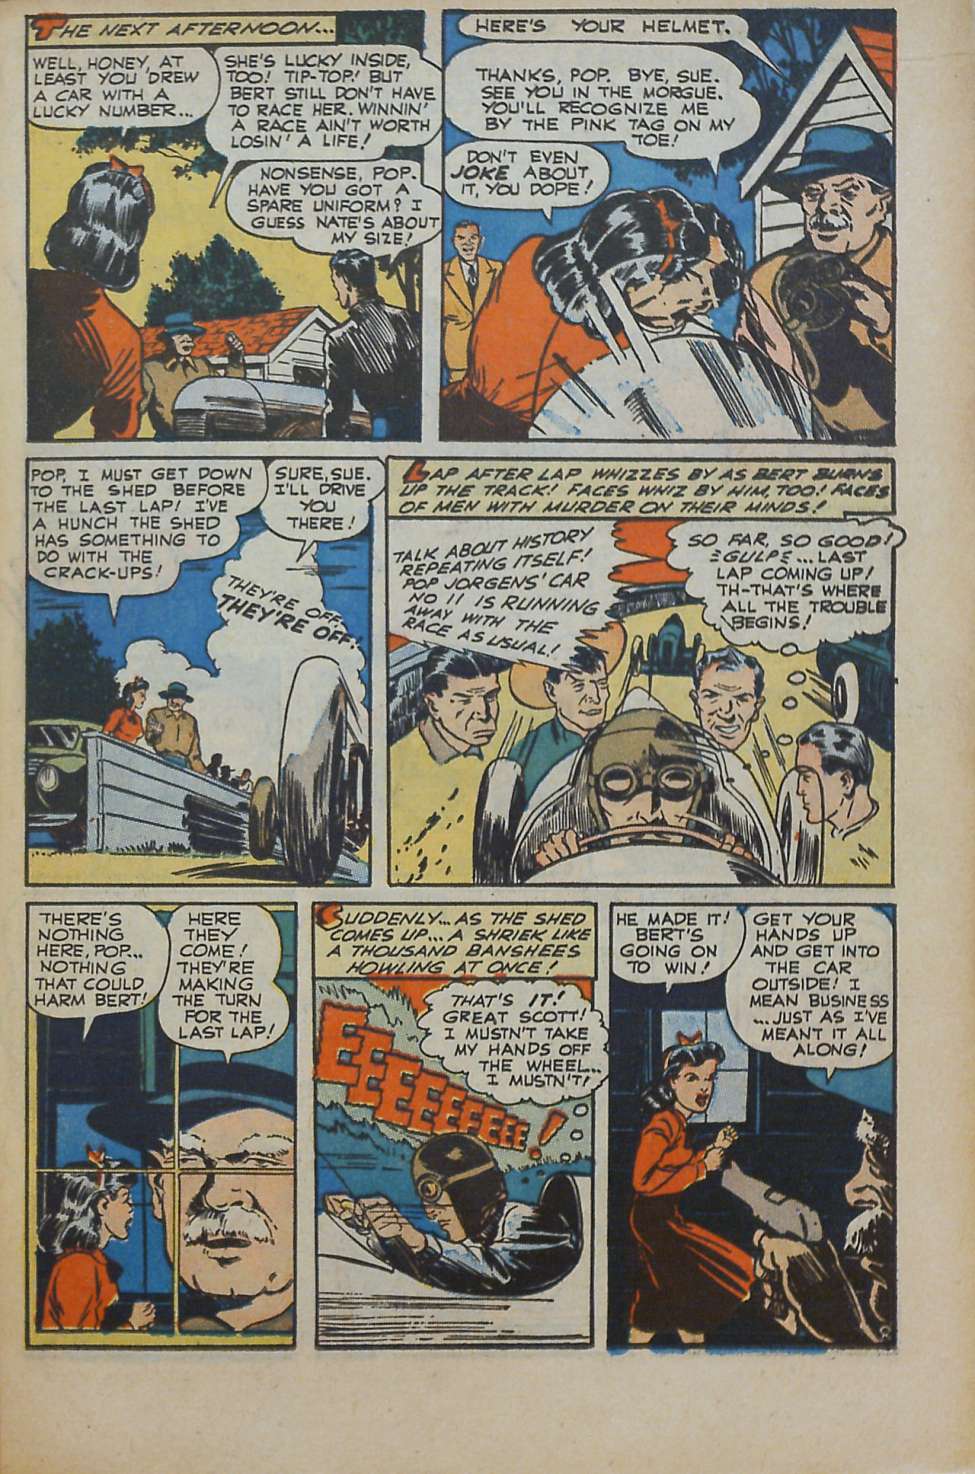 THE NEXT AFTERNOON...
WELL, HONEY, AT
LEAST YOU DREW
A CAR WITH A
LUCKY NUMBER...
SHE'S LUCKY INSIDE,
TOO! TIP-TOP! BUT
BERT STILL DON'T HAVE
TO RACE HER. WINNIN'
A RACE AIN'T WORTH
LOSIN' A LIFE!
NONSENSE, POP.
HAVE YOU GOT A
SPARE UNIFORM? I
GUESS NATE'S ABOUT
MY SIZE!
HERE'S YOUR HELMET.
THANKS, POP. BYE, SUE.
SEE YOU IN THE MORGUE.
YOU'LL RECOGNIZE ME
BY THE PINK TAG ON MY
TOE!
DON'T EVEN
JOKE ABOUT
IT, YOU DOPE!
POP, I MUST GET DOWN
TO THE SHED BEFORE
THE LAST LAP! I'VE
A HUNCH THE SHED
HAS SOMETHING TO
DO WITH THE
CRACK-UPS!
SURE, SUE.
I'LL DRIVE
YOU
THERE!
THEY'RE OFF.
THEY'RE OFF!
LAP AFTER LAP WHIZZES BY AS BERT BURNS
UP THE TRACK! FACES WHIZ BY HIM, TOO! FACES
OF MEN WITH MURDER ON THEIR MINDS!
TALK ABOUT HISTORY
REPEATING ITSELF!
POP JORGENS' CAR
NO 11 IS RUNNING
AWAY WITH THE
RACE AS USUAL!
SO FAR, SO GOOD!
GULP ...LAST
LAP COMING UP!
TH-THAT'S WHERE
ALL THE TROUBLE
BEGINS!
THERE'S
NOTHING
HERE, POP...
NOTHING
THAT COULD
HARM BERT!
HERE
THEY
COME!
THEY'RE
MAKING
THE TURN
FOR THE
LAST LAP!
SUDDENLY... AS THE SHED
COMES UP... A SHRIEK LIKE
A THOUSAND BANSHEES
HOWLING AT ONCE!
THAT'S IT!
GREAT SCOTT!
I MUSTN'T TAKE
MY HANDS OFF
THE WHEEL...
I MUSTN'T!
EEEEEEEEEEE!
HE MADE IT!
BERT'S
GOING ON
TO WIN!
GET YOUR
HANDS UP
AND GET INTO
THE CAR
OUTSIDE! I
MEAN BUSINESS
...JUST AS I'VE
MEANT IT ALL
ALONG!